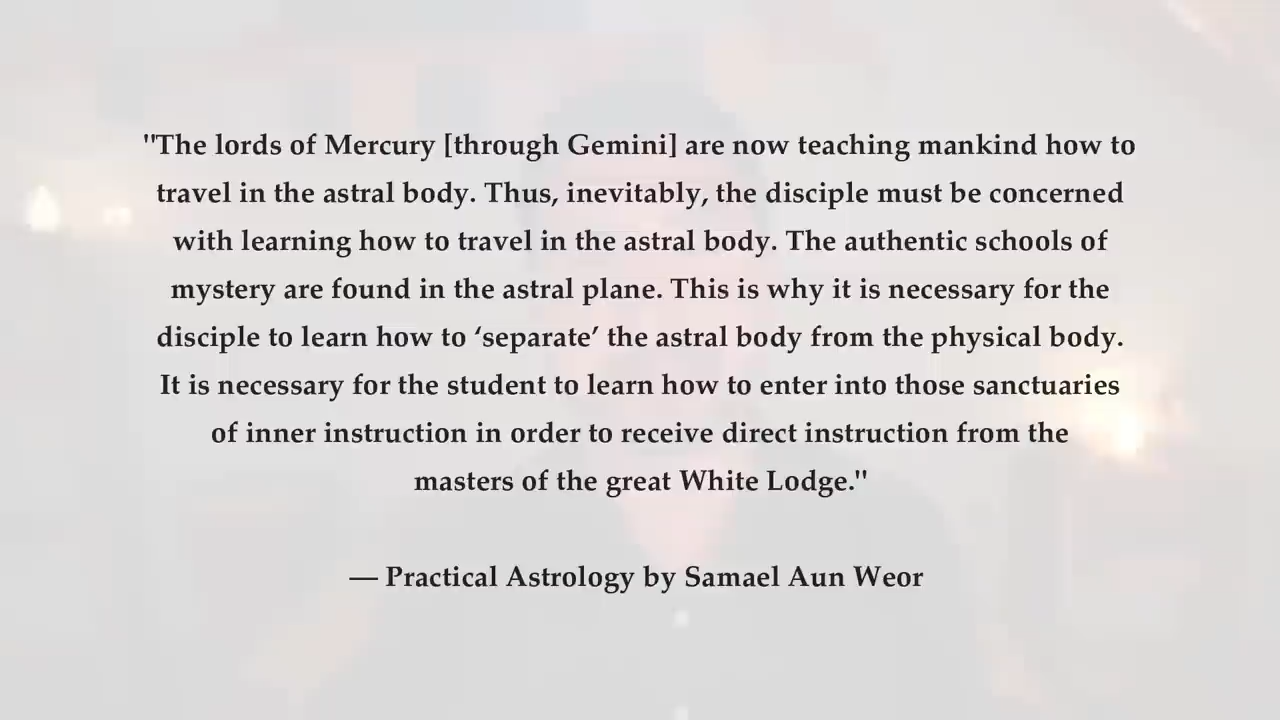 "The lords of Mercury [through Gemini] are now teaching mankind how to
travel in the astral body. Thus, inevitably, the disciple must be concerned
with learning how to travel in the astral body. The authentic schools of
mystery are found in the astral plane. This is why it is necessary for the
disciple to learn how to ‘separate’ the astral body from the physical body.
It is necessary for the student to learn how to enter into those sanctuaries
of inner instruction in order to receive direct instruction from the
masters of the great White Lodge."
— Practical Astrology by Samael Aun Weor